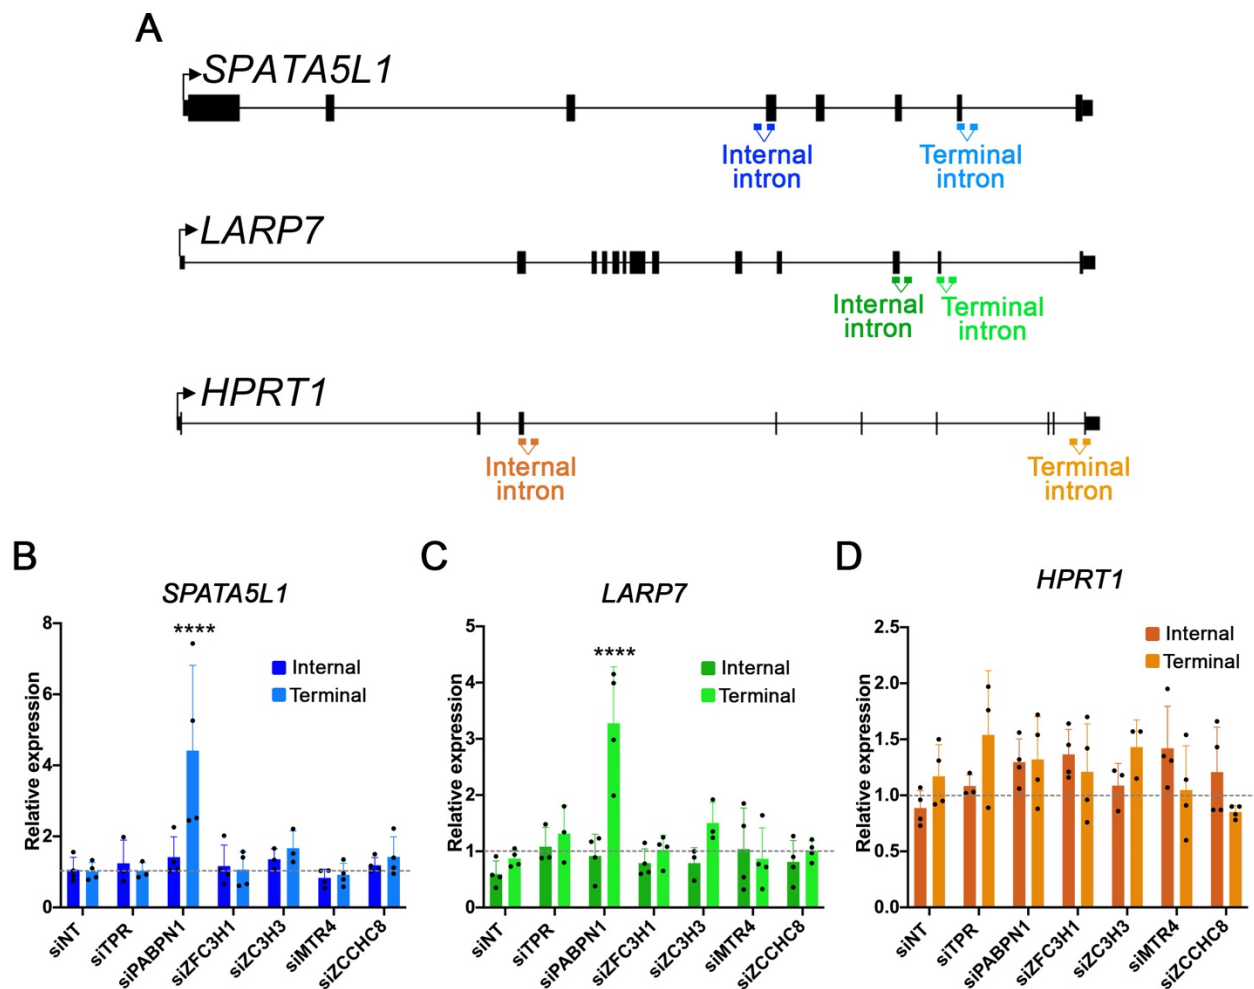 A
SPATA5L1
Internal
intron
Terminal
intron
LARP7
Internal
intron
Terminal
intron
HPRT1
Internal
intron
Terminal
intron
B
SPATA5L1
Relative expression
8
6
4
2
0
****
Internal
Terminal
siNT
siTPR
siPABPN1
siZFC3H1
siZC3H3
siMTR4
siZCCHC8
C
LARP7
Relative expression
5
4
3
2
1
0
****
Internal
Terminal
siNT
siTPR
siPABPN1
siZFC3H1
siZC3H3
siMTR4
siZCCHC8
D
HPRT1
Relative expression
2.5
2.0
1.5
1.0
0.5
0.0
Internal
Terminal
siNT
siTPR
siPABPN1
siZFC3H1
siZC3H3
siMTR4
siZCCHC8